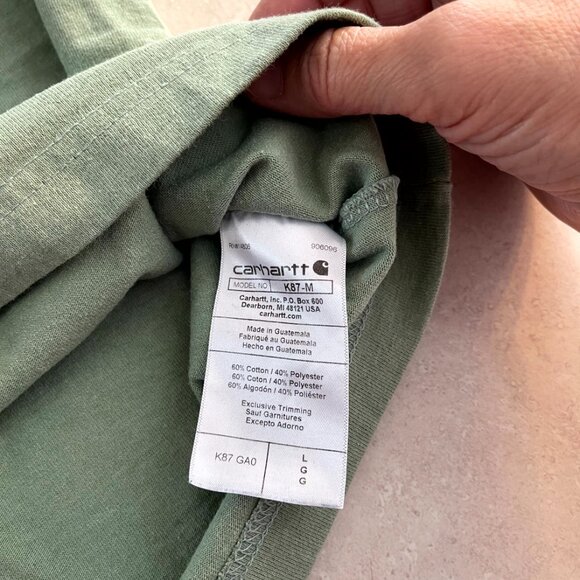 906096
carhartt
MODEL NO K87-M
Carhartt, Inc. P.O. Box 600
Dearborn, MI 48121 USA
carhartt.com
Made in Guatemala
Fabriqué au Guatemala
Hecho en Guatemala
60% Cotton / 40% Polyester
60% Coton / 40% Polyester
60% Algodón / 40% Poliéster
Exclusive Trimming
Sauf Garnitures
Excepto Adorno
K87 GA0
L
G
G